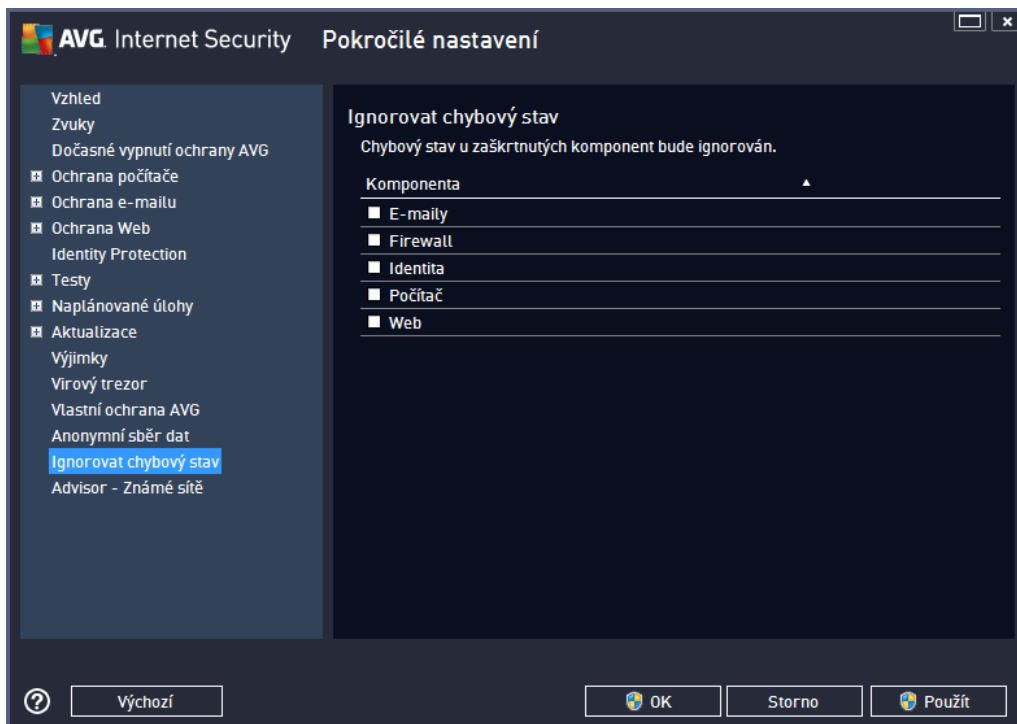 AVG. Internet Security Pokročilé nastavení
Vzhled
Zvuky
Dočasné vypnutí ochrany AVG
Ochrana počítače
Ochrana e-mailu
Ochrana Web
Identity Protection
Testy
Naplánované úlohy
Aktualizace
Výjimky
Virový trezor
Vlastní ochrana AVG
Anonymní sběr dat
Ignorovat chybový stav
Advisor - Známé sítě
Ignorovat chybový stav
Chybový stav u zaškrtnutých komponent bude ignorován.
Komponenta
E-maily
Firewall
Identita
Počítač
Web
Výchozí
OK
Storno
Použít